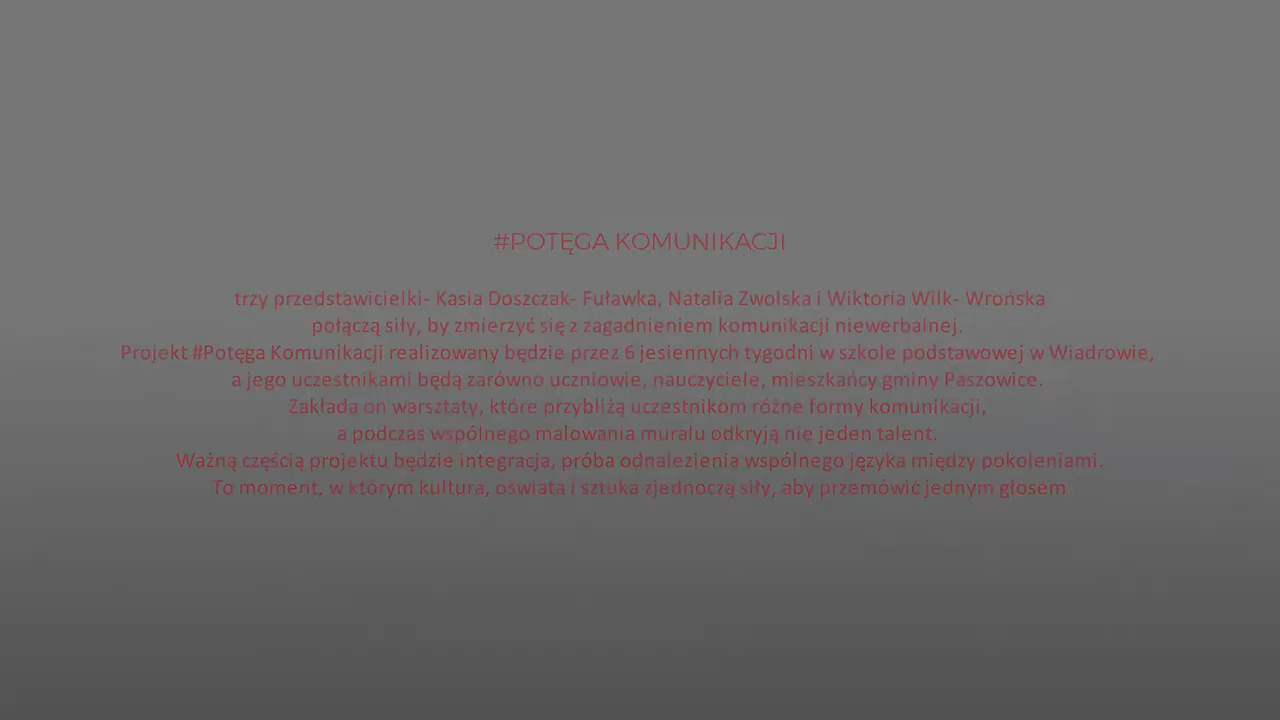 #POTĘGA KOMUNIKACJI
trzy przedstawicielki- Kasia Doszczak- Fuławka, Natalia Zwolska i Wiktoria Wilk- Wrońska
połączą siły, by zmierzyć się z zagadnieniem komunikacji niewerbalnej.
Projekt #Potęga Komunikacji realizowany będzie przez 6 jesiennych tygodni w szkole podstawowej w Wiadrowie,
a jego uczestnikami będą zarówno uczniowie, nauczyciele, mieszkańcy gminy Paszowice.
Zakłada on warsztaty, które przybliżą uczestnikom różne formy komunikacji,
a podczas wspólnego malowania muralu odkryją nie jeden talent.
Ważną częścią projektu będzie integracja, próba odnalezienia wspólnego języka między pokoleniami.
To moment, w którym kultura, oświata i sztuka zjednoczą siły, aby przemówić jednym głosem